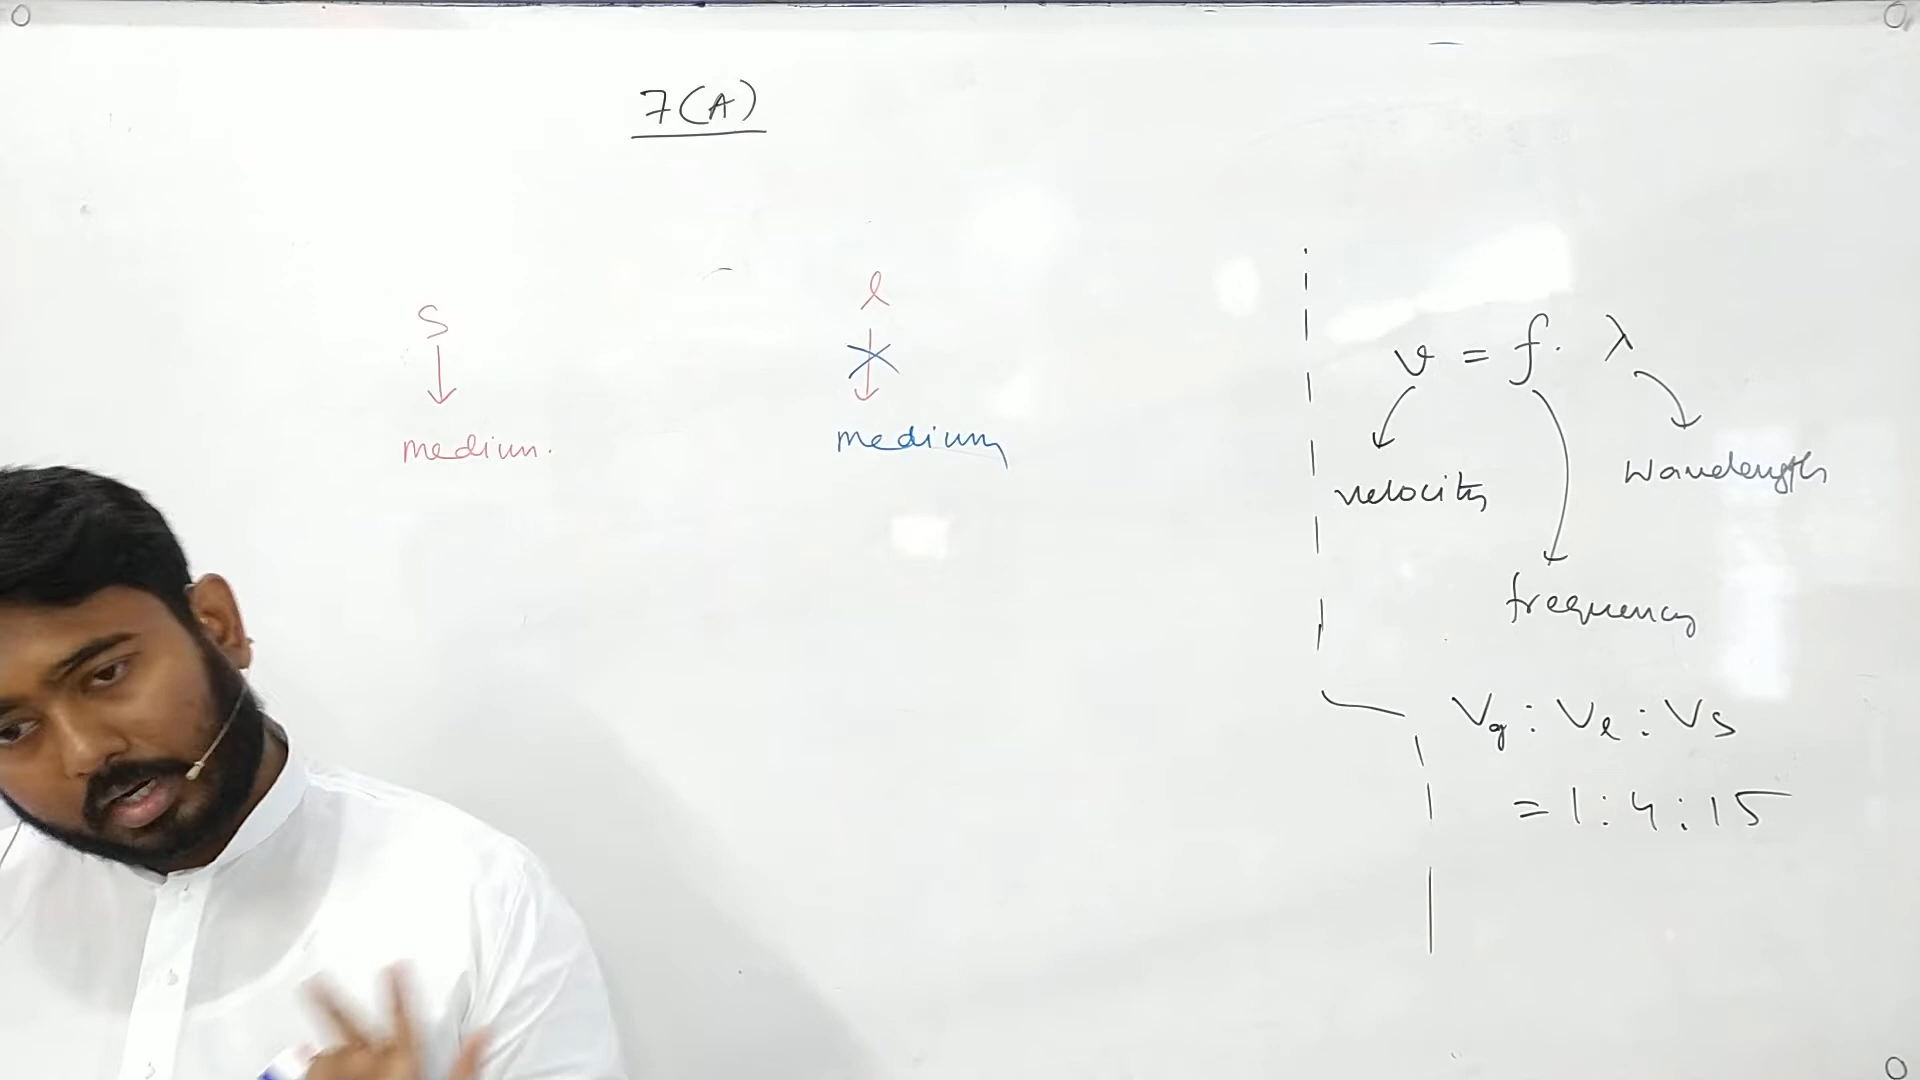 7(A)
S
medium.
l
medium
v = f. λ
velocity
wavelength
frequency
Vg : Vl : Vs
= 1 : 4 : 15